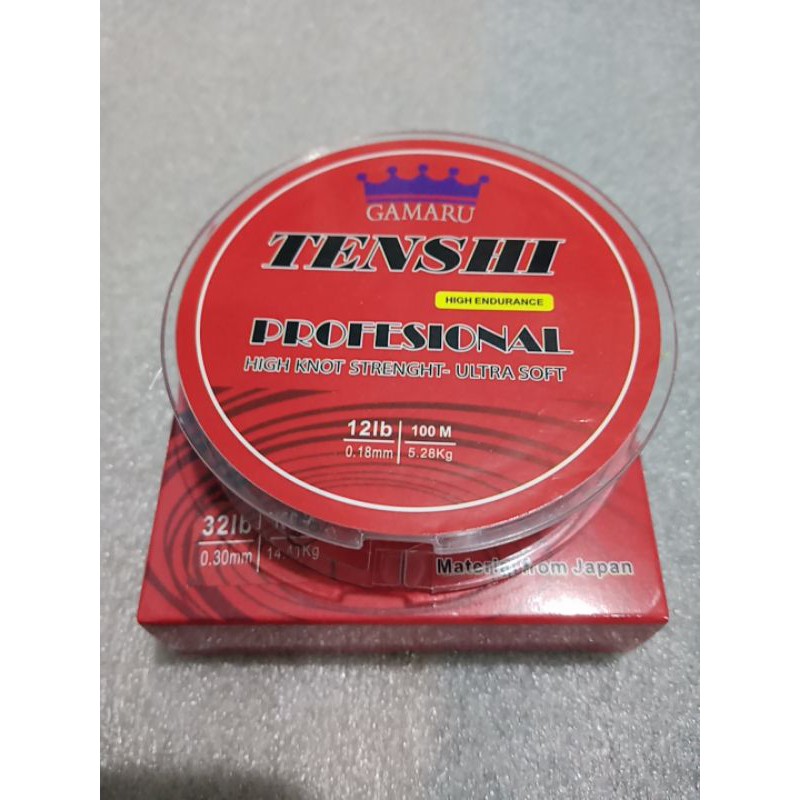 GAMARU
TENSHI
HIGH ENDURANCE
PROFESIONAL
HIGH KNOT STRENGHT- ULTRA SOFT
12lb 100 M
0.18mm 5.28Kg
32lb
0.30mm
Material from Japan